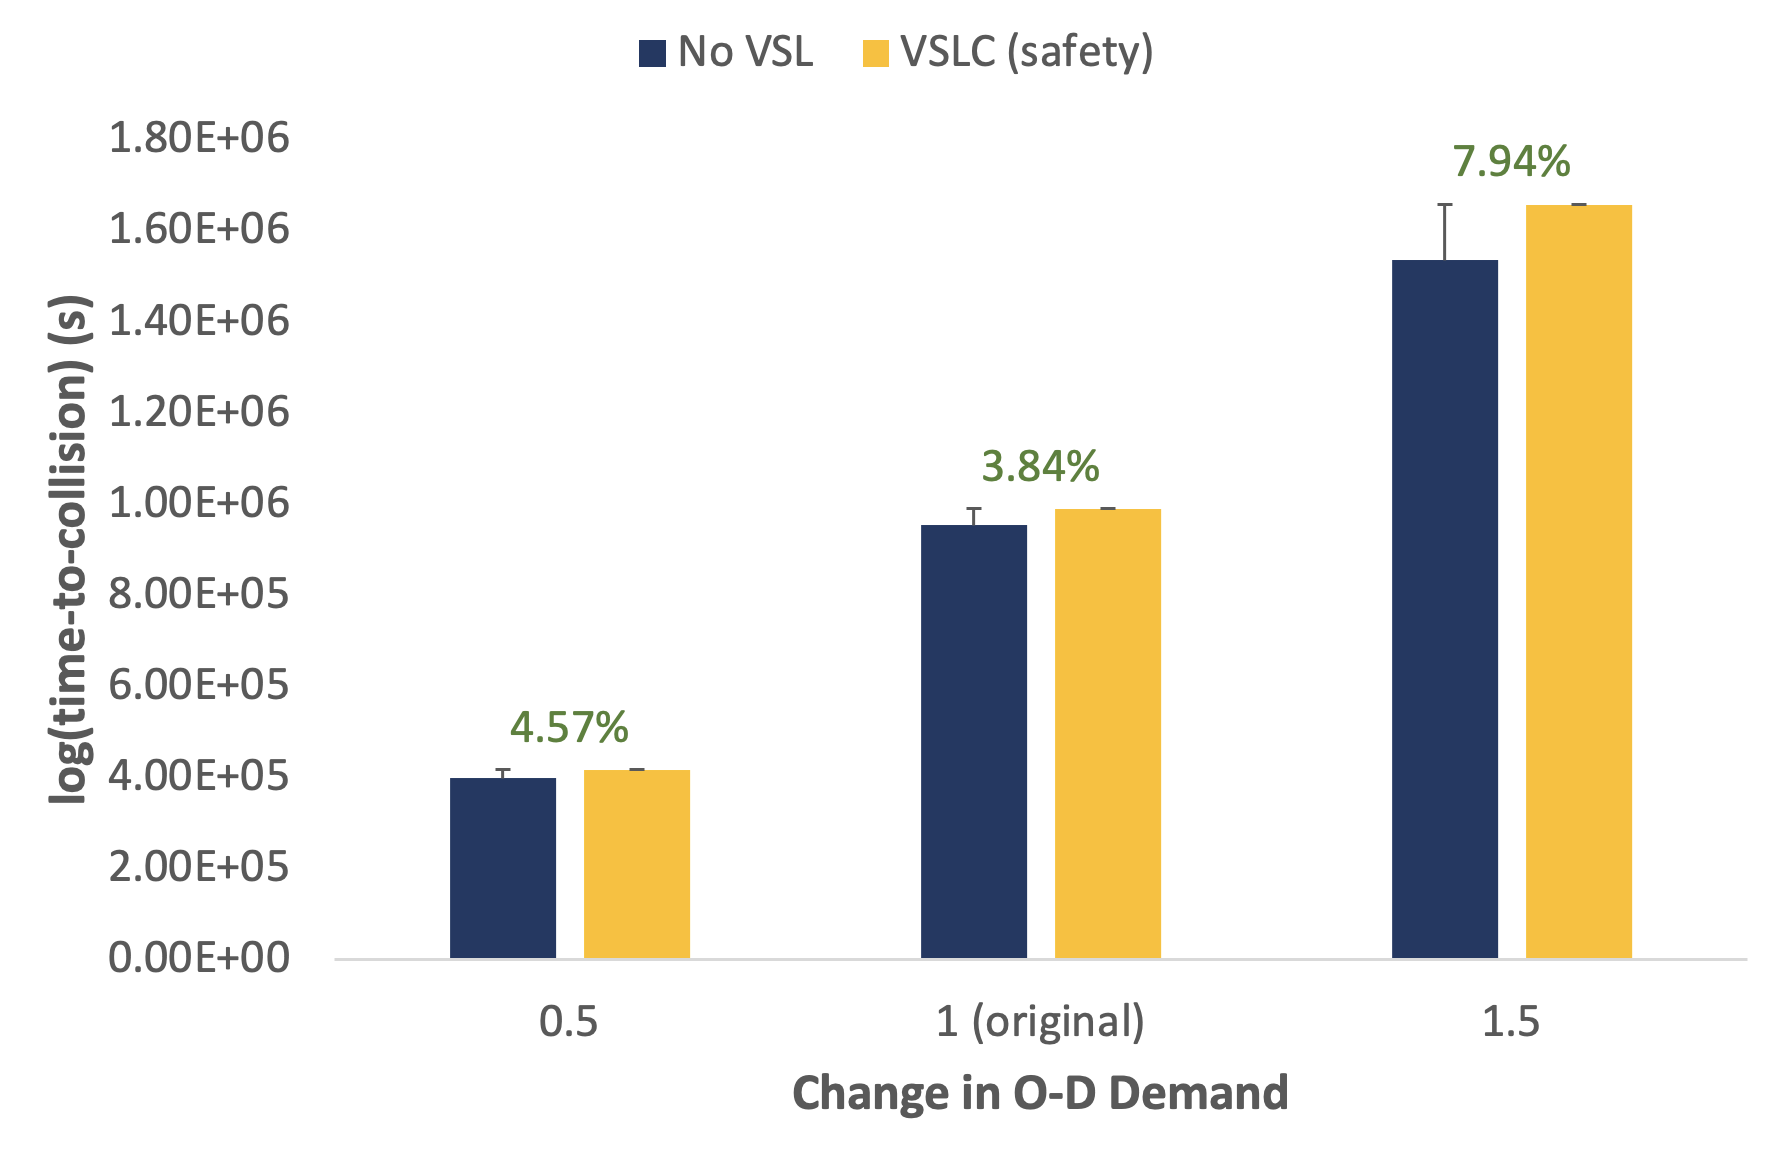 No VSL VSLC (safety)
1.80E+06
1.60E+06
1.40E+06
1.20E+06
1.00E+06
8.00E+05
6.00E+05
4.00E+05
2.00E+05
0.00E+00
log(time-to-collision) (s)
4.57%
3.84%
7.94%
0.5
1 (original)
1.5
Change in O-D Demand